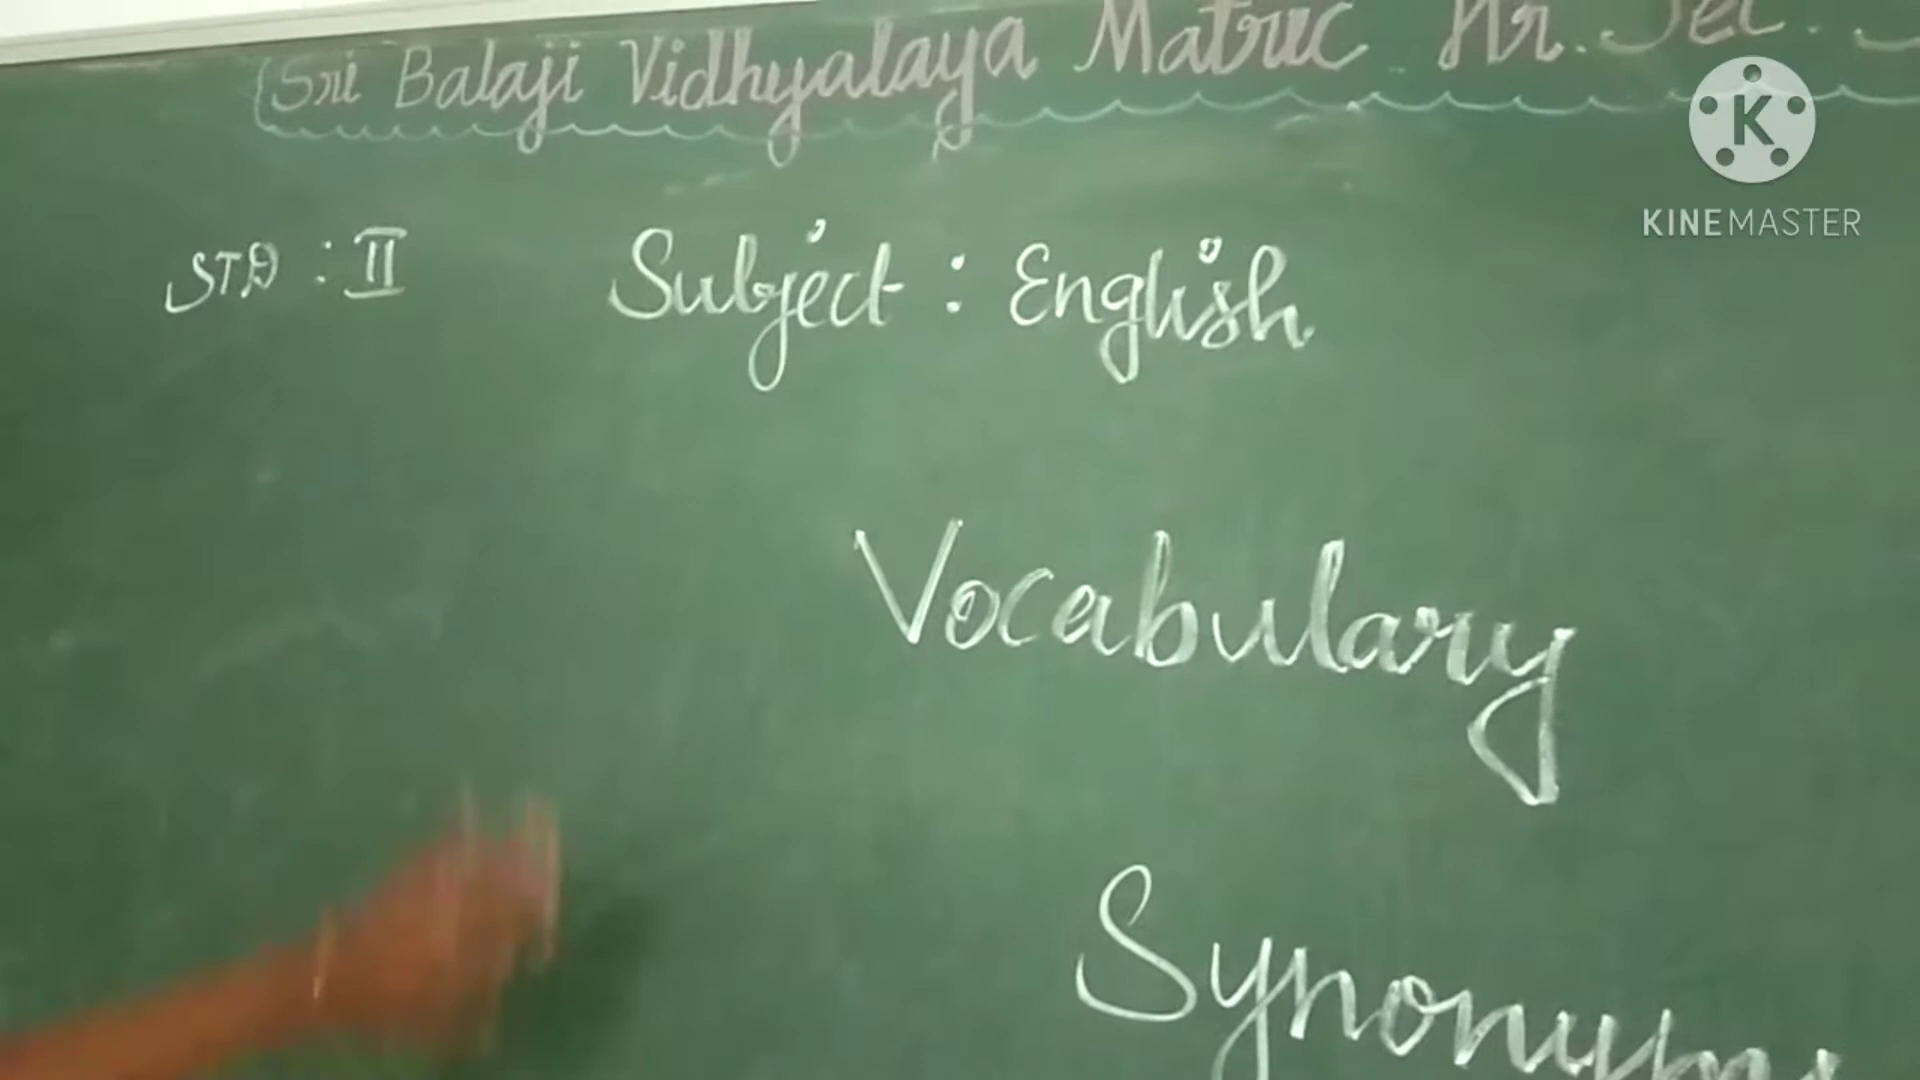 Sri Balaji Vidhyalaya Matric Hr. Sec.
STD : II Subject : English
Vocabulary
Synonyms
KINEMASTER